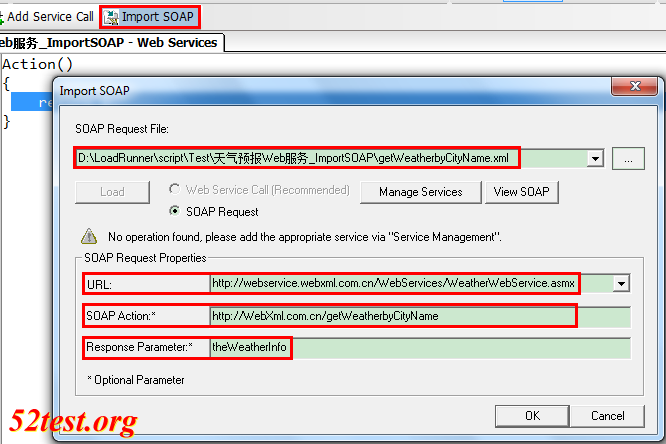 Add Service Call Import SOAP
eb服务_ImportSOAP - Web Services
Action()
{
re
}
Import SOAP
SOAP Request File:
D:\LoadRunner\script\Test\天气预报Web服务_ImportSOAP\getWeatherbyCityName.xml ...
Load Web Service Call (Recommended) Manage Services View SOAP
SOAP Request
No operation found, please add the appropriate service via "Service Management".
SOAP Request Properties
URL: http://webservice.webxml.com.cn/WebServices/WeatherWebService.asmx
SOAP Action:* http://WebXml.com.cn/getWeatherbyCityName
Response Parameter:* theWeatherInfo
* Optional Parameter
OK Cancel
52test.org